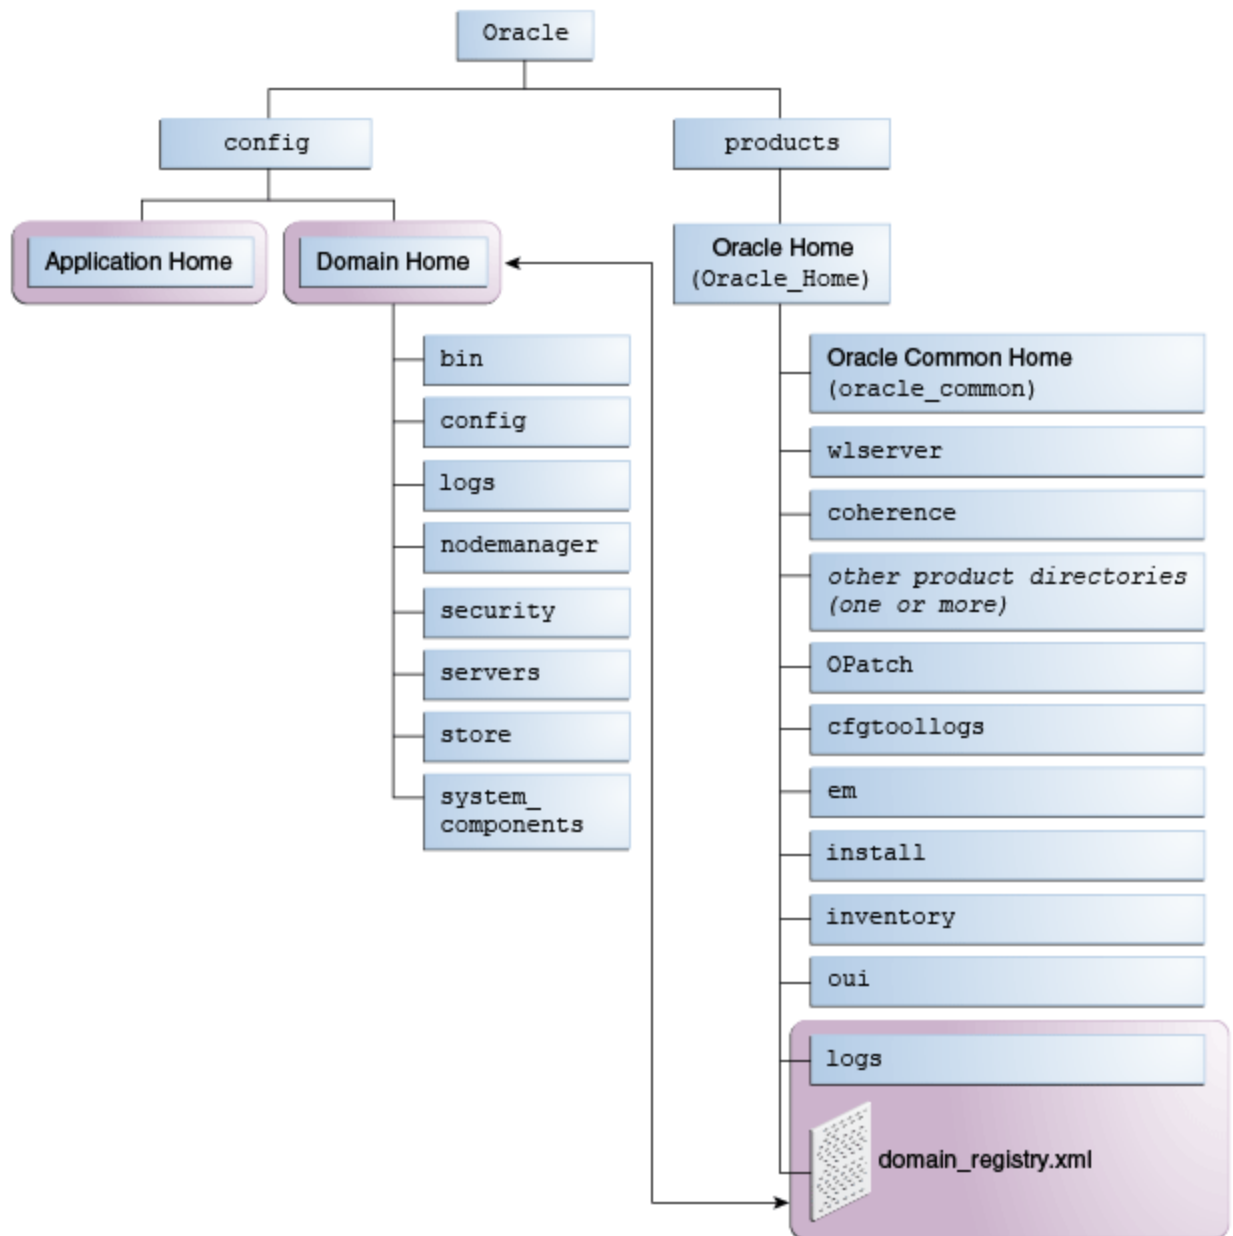 Oracle
config
products
Application Home
Domain Home
Oracle Home
(Oracle_Home)
bin
config
logs
nodemanager
security
servers
store
system_
components
Oracle Common Home
(oracle_common)
wlserver
coherence
other product directories
(one or more)
OPatch
cfgtoollogs
em
install
inventory
oui
logs
domain_registry.xml